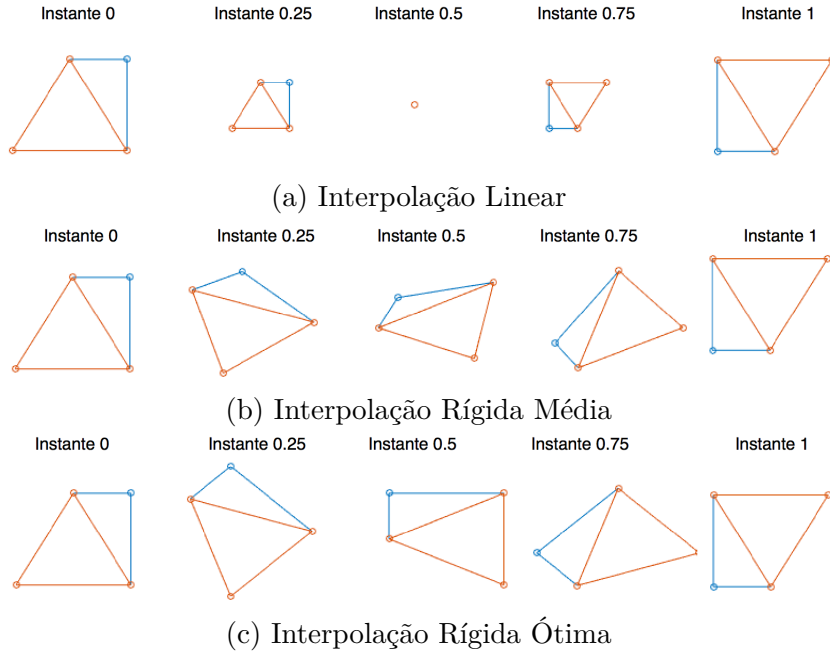 Instante 0 Instante 0.25 Instante 0.5 Instante 0.75 Instante 1
(a) Interpolação Linear
Instante 0 Instante 0.25 Instante 0.5 Instante 0.75 Instante 1
(b) Interpolação Rígida Média
Instante 0 Instante 0.25 Instante 0.5 Instante 0.75 Instante 1
(c) Interpolação Rígida Ótima